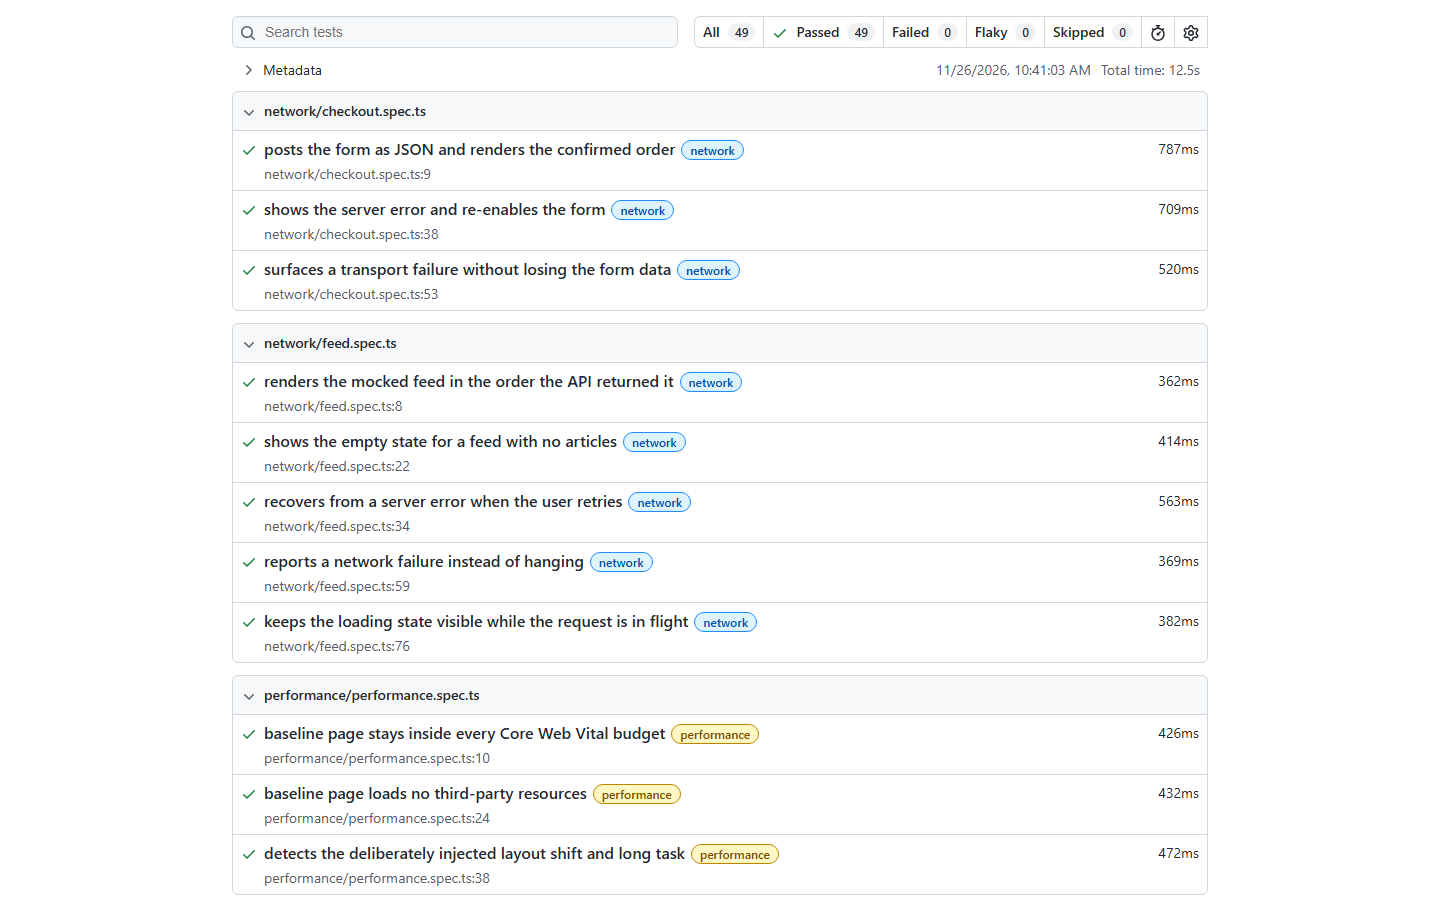 Search tests
All 49 Passed 49 Failed 0 Flaky 0 Skipped 0
Metadata 11/26/2026, 10:41:03 AM Total time: 12.5s
network/checkout.spec.ts
posts the form as JSON and renders the confirmed order network 787ms
network/checkout.spec.ts:9
shows the server error and re-enables the form network 709ms
network/checkout.spec.ts:38
surfaces a transport failure without losing the form data network 520ms
network/checkout.spec.ts:53
network/feed.spec.ts
renders the mocked feed in the order the API returned it network 362ms
network/feed.spec.ts:8
shows the empty state for a feed with no articles network 414ms
network/feed.spec.ts:22
recovers from a server error when the user retries network 563ms
network/feed.spec.ts:34
reports a network failure instead of hanging network 369ms
network/feed.spec.ts:59
keeps the loading state visible while the request is in flight network 382ms
network/feed.spec.ts:76
performance/performance.spec.ts
baseline page stays inside every Core Web Vital budget performance 426ms
performance/performance.spec.ts:10
baseline page loads no third-party resources performance 432ms
performance/performance.spec.ts:24
detects the deliberately injected layout shift and long task performance 472ms
performance/performance.spec.ts:38